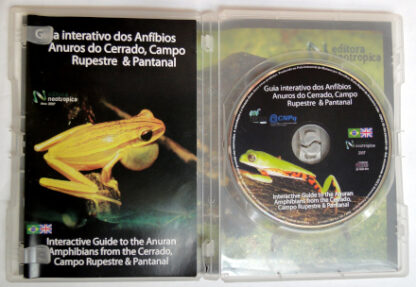 Guia interativo dos Anfíbios
Anuros do Cerrado, Campo
Rupestre & Pantanal
neotropica
Interactive Guide to the Anuran
Amphibians from the Cerrado,
Campo Rupestre & Pantanal
editora
neotropica
Guia interativo dos Anfíbios
Anuros do Cerrado, Campo
Rupestre & Pantanal
CNPq
Neotropica
2007
Interactive Guide to the Anuran
Amphibians from the Cerrado,
Campo Rupestre & Pantanal